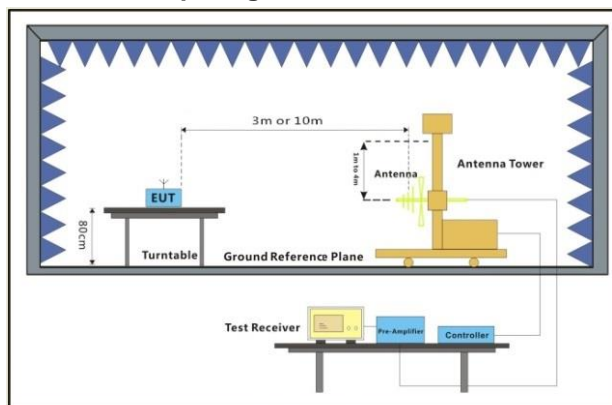 3m or 10m
1m to 4m
Antenna Tower
Antenna
EUT
80cm
Turntable
Ground Reference Plane
Test Receiver
Pre-Amplifier
Controller